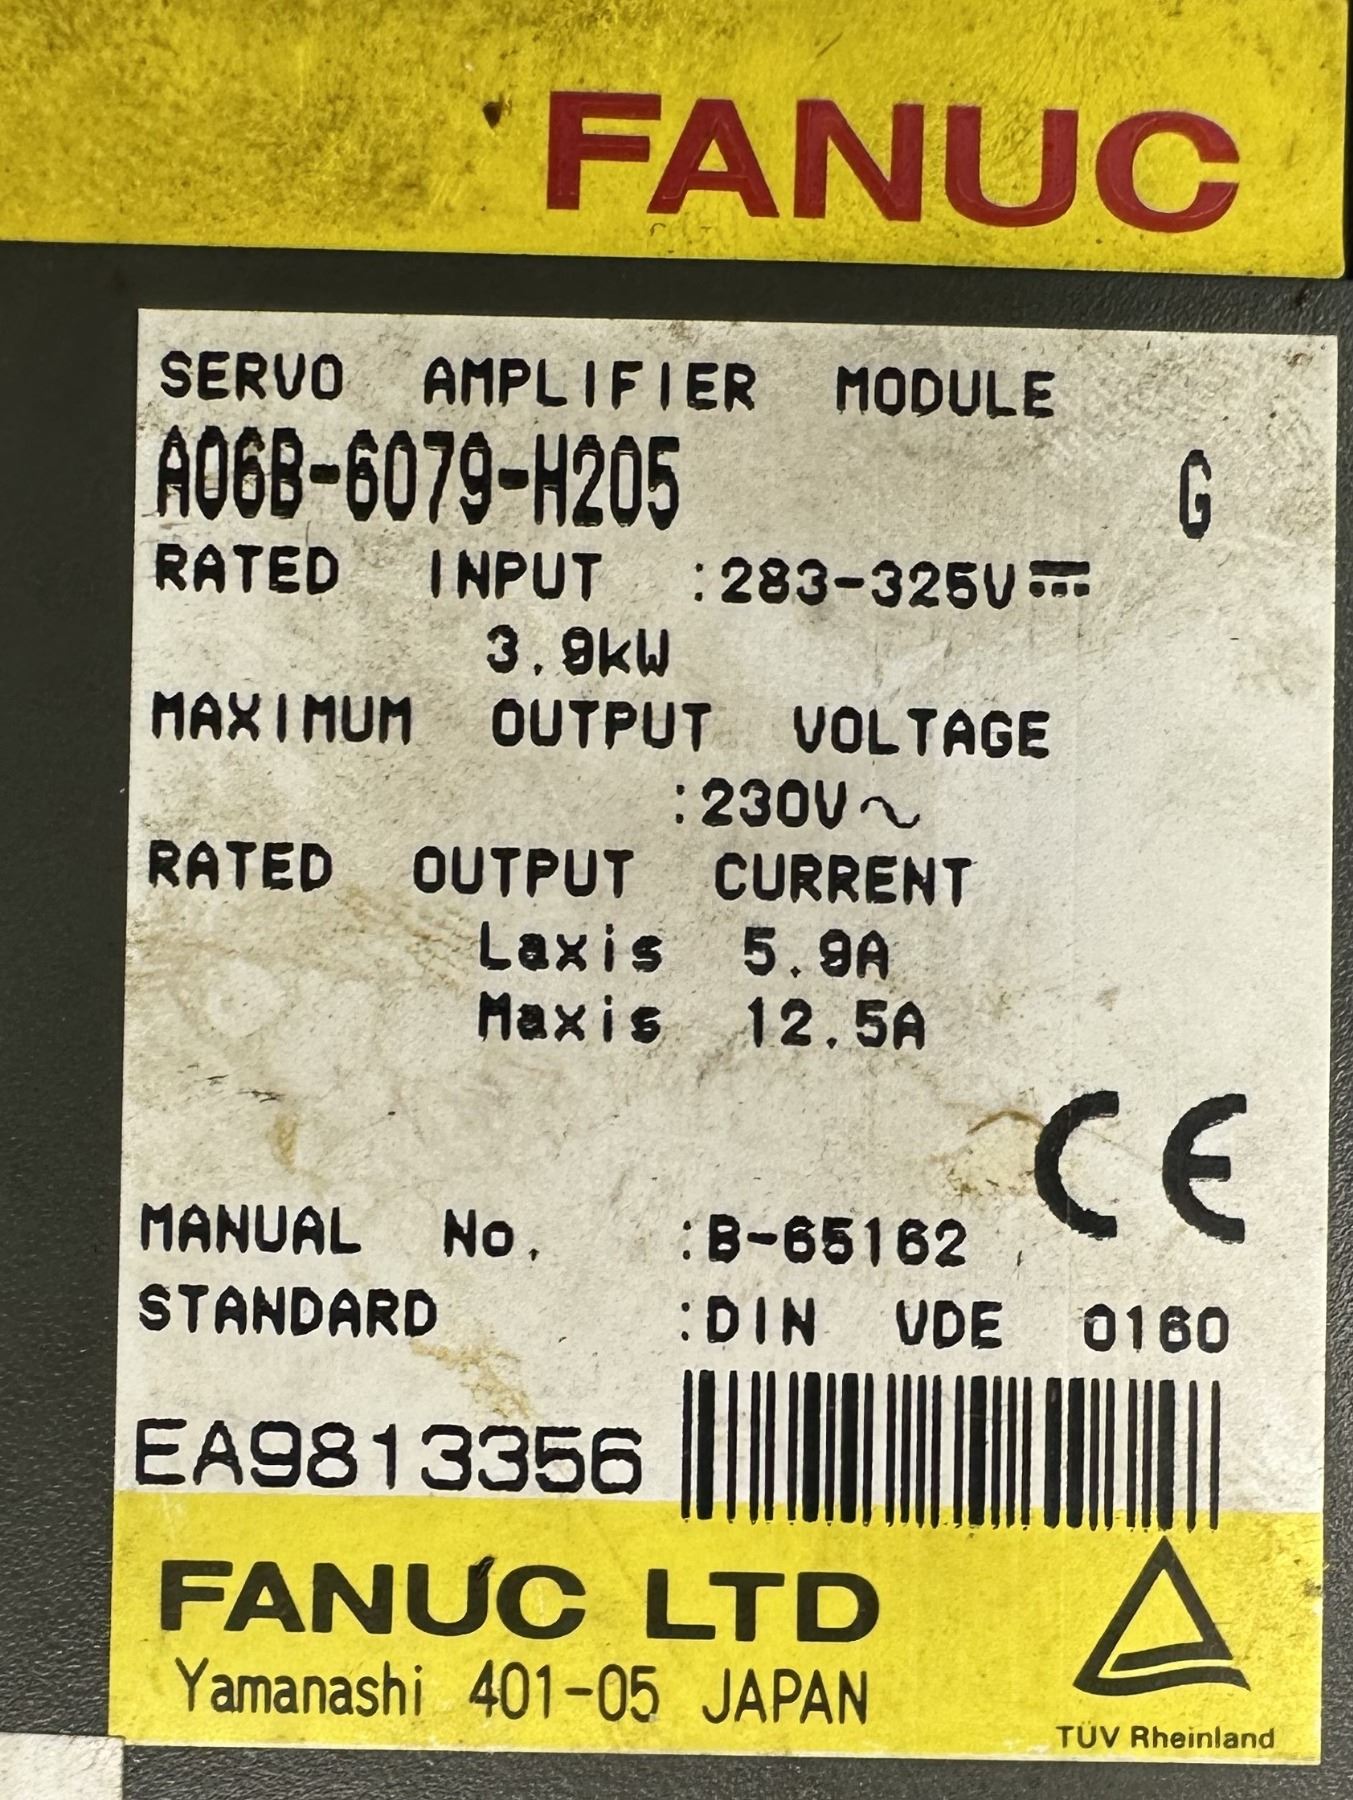 FANUC
SERVO AMPLIFIER MODULE
A06B-6079-H205 G
RATED INPUT :283-325V⎓
3.9kW
MAXIMUM OUTPUT VOLTAGE
:230V~
RATED OUTPUT CURRENT
Laxis 5.9A
Maxis 12.5A
CE
MANUAL No. :B-65162
STANDARD :DIN VDE 0160
EA9813356
FANUC LTD
Yamanashi 401-05 JAPAN
TÜV Rheinland